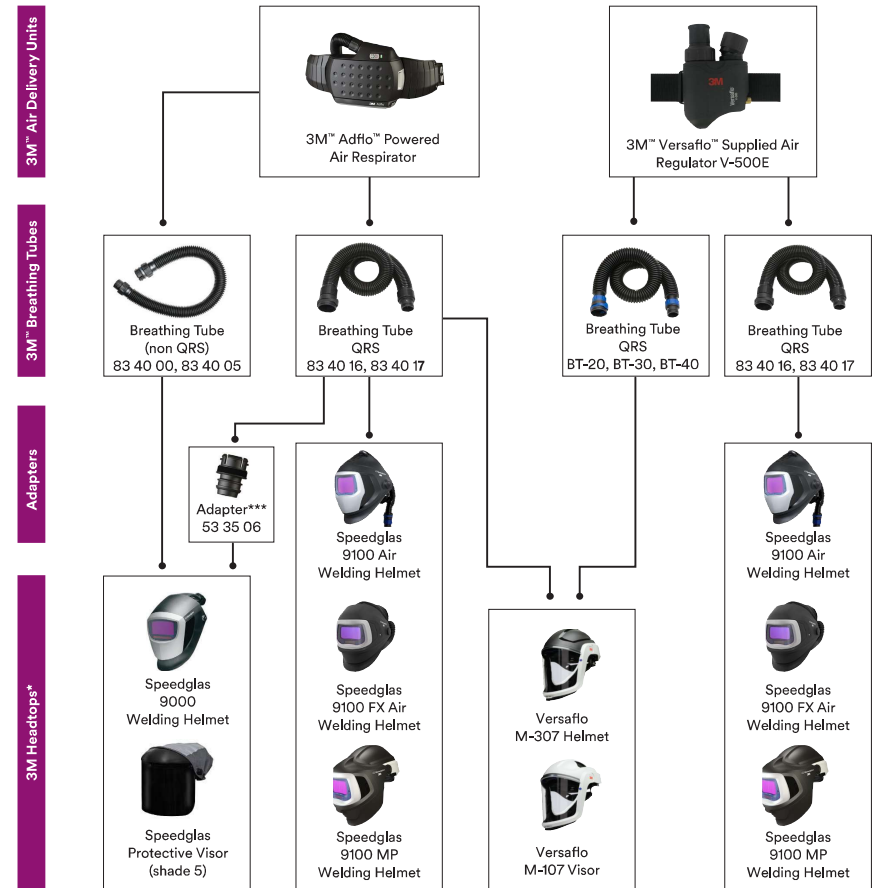 3M™ Air Delivery Units
3M™ Adflo™ Powered
Air Respirator
3M
3M™ Versaflo™ Supplied Air
Regulator V-500E
3M™ Breathing Tubes
Breathing Tube
(non QRS)
83 40 00, 83 40 05
Breathing Tube
QRS
83 40 16, 83 40 17
Breathing Tube
QRS
BT-20, BT-30, BT-40
Breathing Tube
QRS
83 40 16, 83 40 17
Adapters
Adapter***
53 35 06
Speedglas
9100 Air
Welding Helmet
Speedglas
9100 Air
Welding Helmet
3M Headtops*
Speedglas
9000
Welding Helmet
Speedglas
Protective Visor
(shade 5)
Speedglas
9100 FX Air
Welding Helmet
Speedglas
9100 MP
Welding Helmet
Versaflo
M-307 Helmet
Versaflo
M-107 Visor
Speedglas
9100 FX Air
Welding Helmet
Speedglas
9100 MP
Welding Helmet